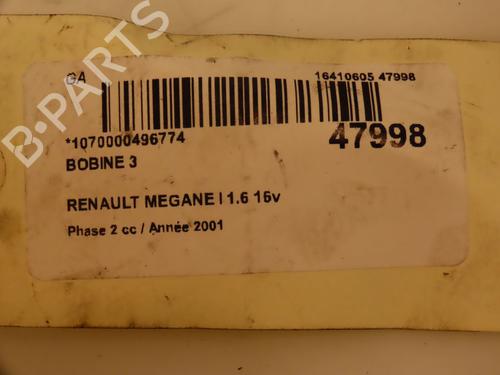 GA 16410605 47998
*1070000496774 47998
BOBINE 3
RENAULT MEGANE I 1.6 16v
Phase 2 cc / Année 2001
B-PARTS